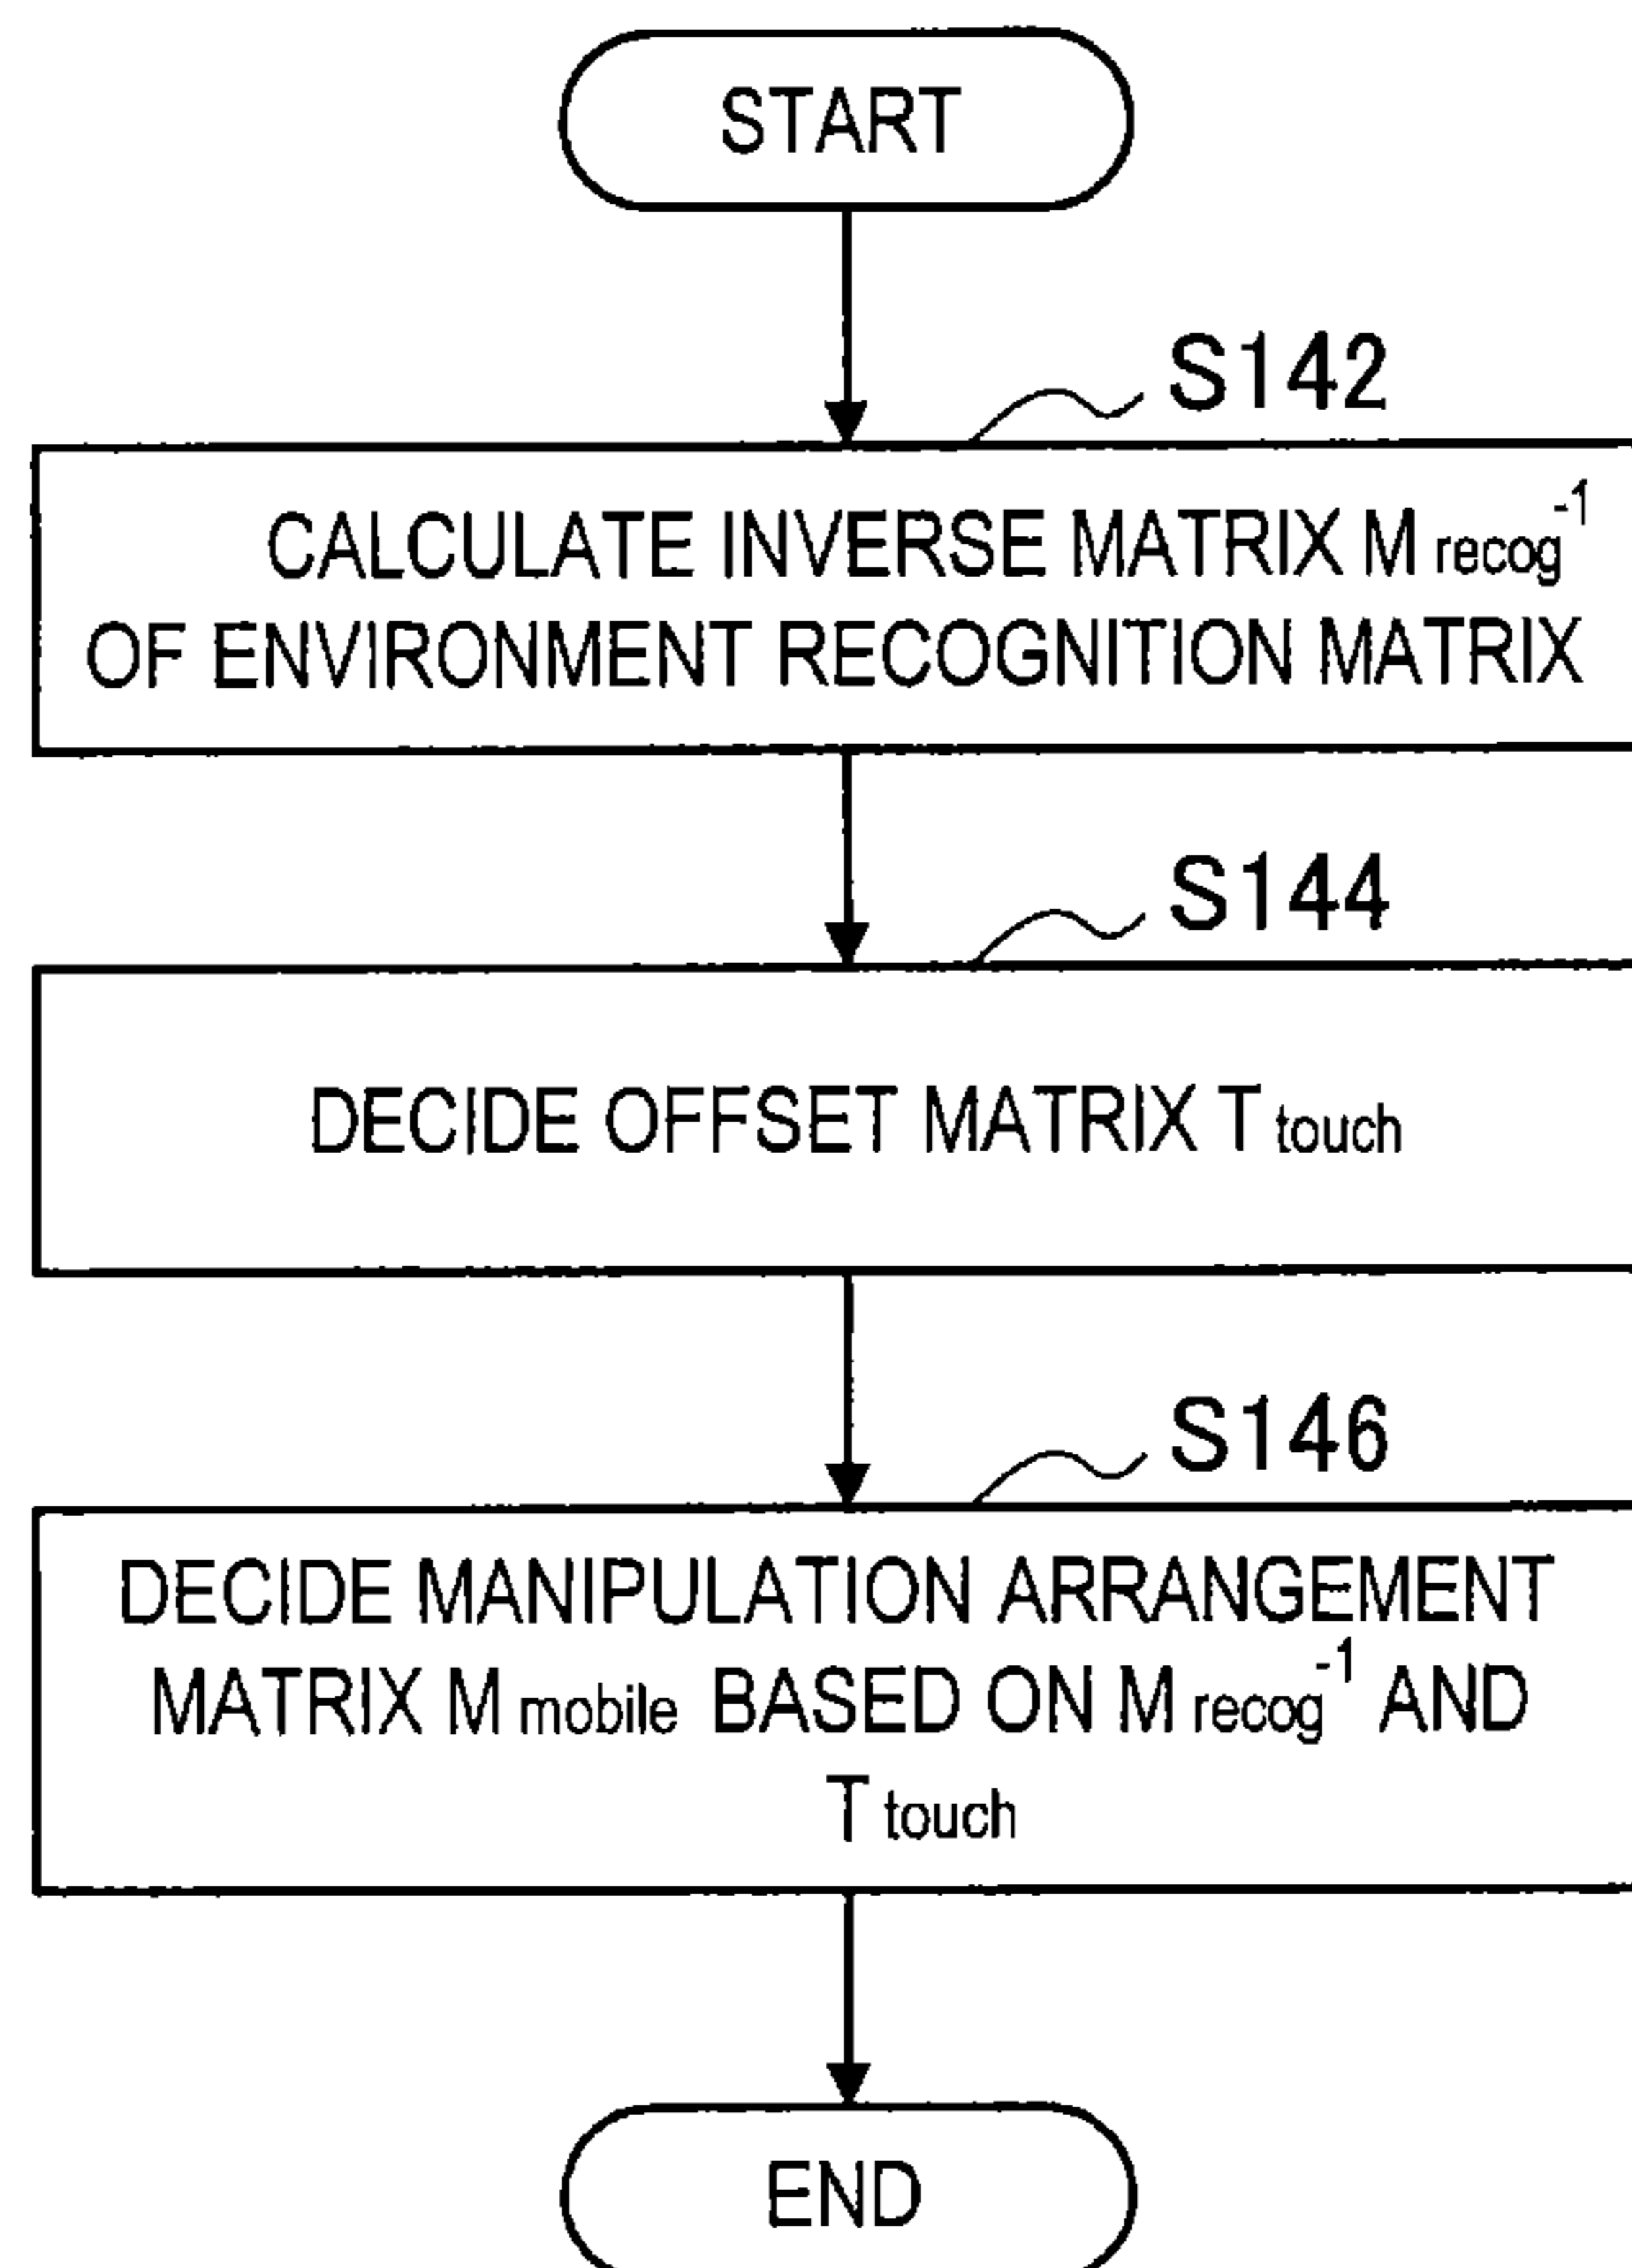 START
S142
CALCULATE INVERSE MATRIX M recog⁻¹
OF ENVIRONMENT RECOGNITION MATRIX
S144
DECIDE OFFSET MATRIX T touch
S146
DECIDE MANIPULATION ARRANGEMENT
MATRIX M mobile BASED ON M recog⁻¹ AND
T touch
END